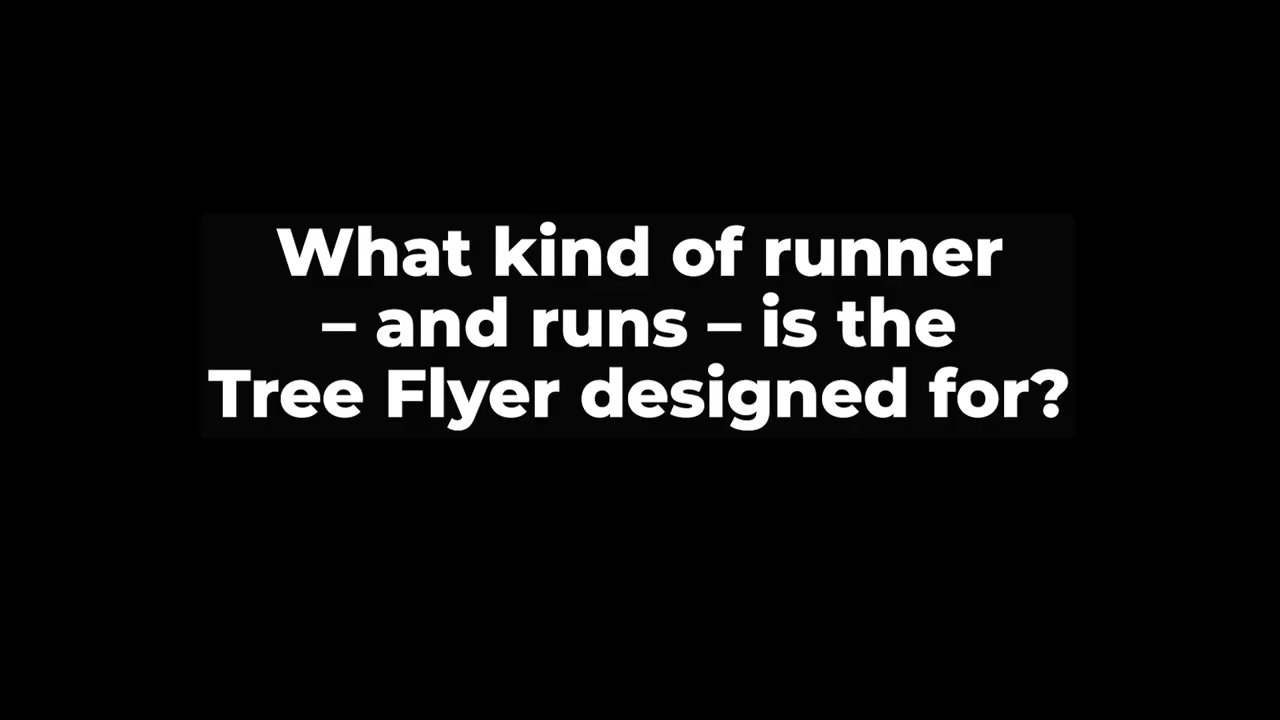 What kind of runner
– and runs – is the
Tree Flyer designed for?